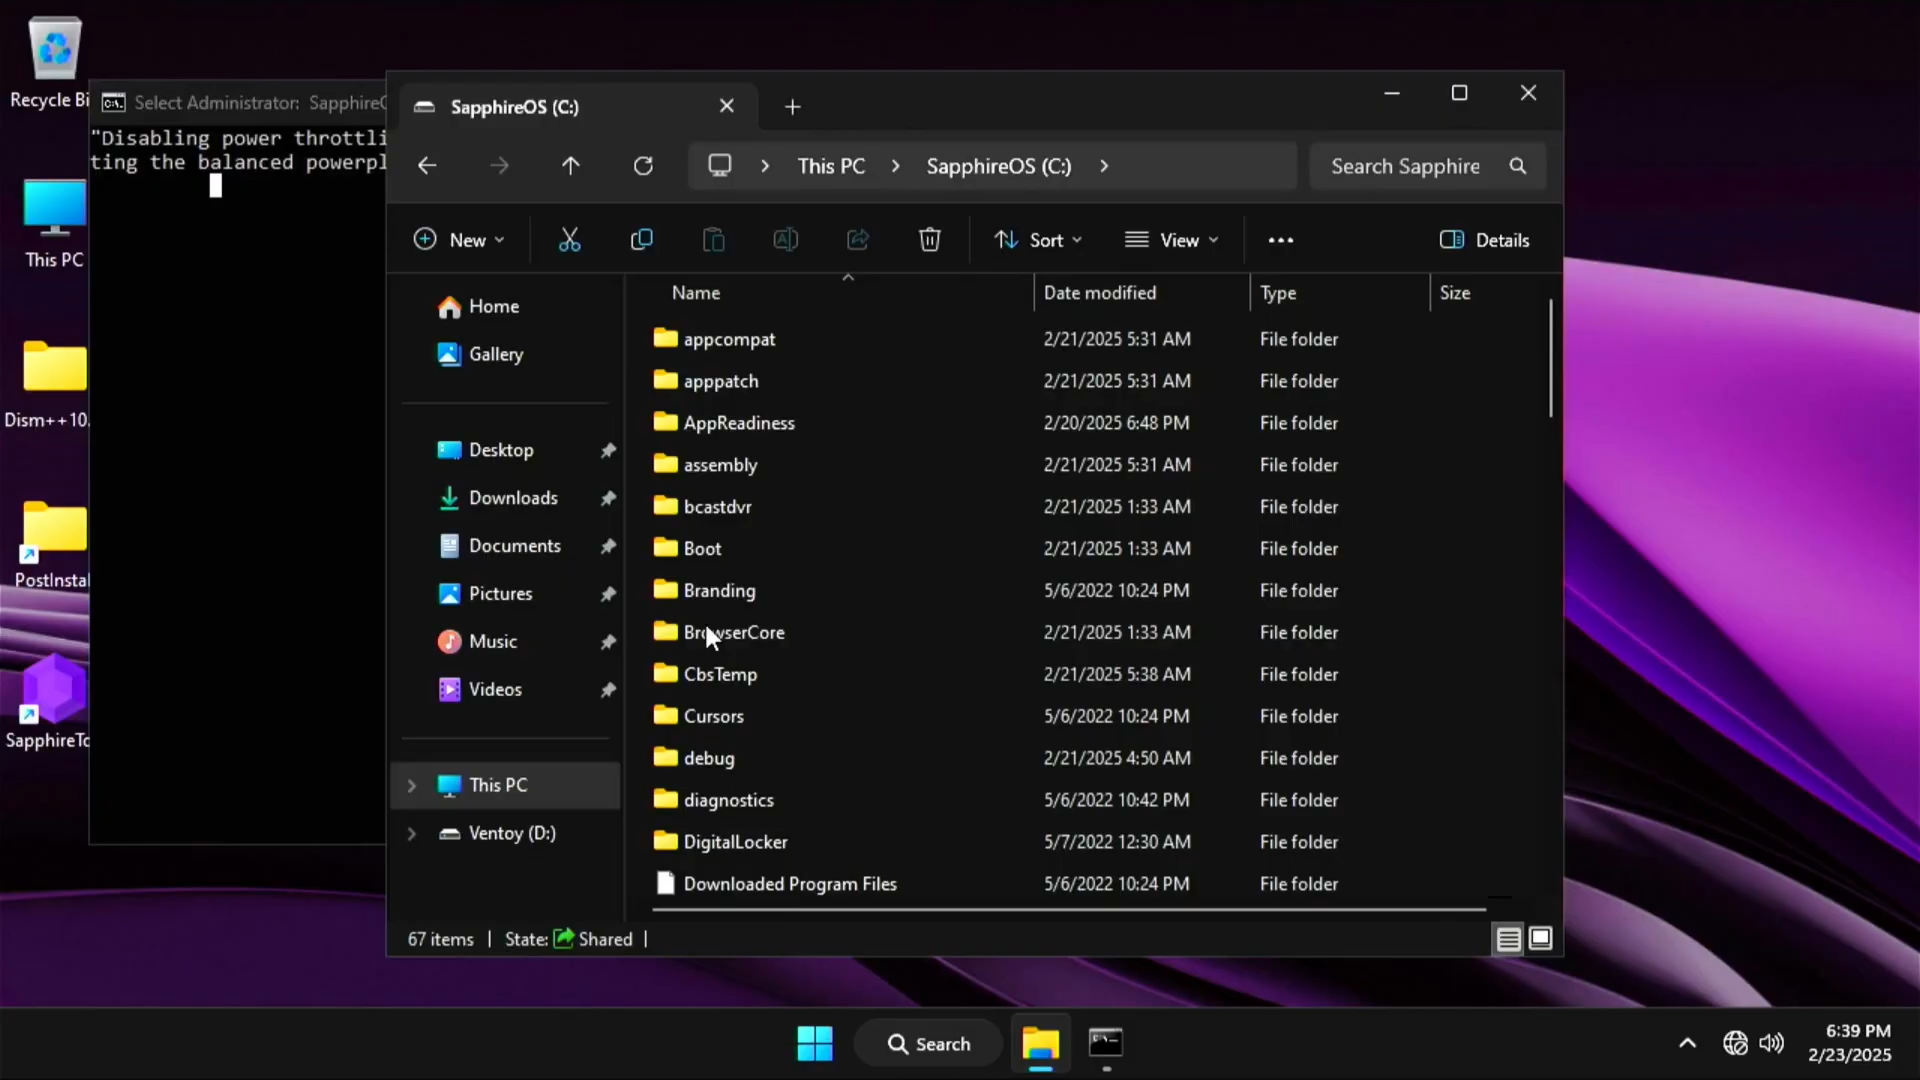 Recycle Bi
This PC
Dism++10.
PostInstal
SapphireTo
Select Administrator: SapphireO
"Disabling power throttli
ting the balanced powerpl
SapphireOS (C:)
This PC
SapphireOS (C:)
Search Sapphire
New
Sort
View
Details
Home
Gallery
Desktop
Downloads
Documents
Pictures
Music
Videos
This PC
Ventoy (D:)
Name Date modified Type Size
appcompat 2/21/2025 5:31 AM File folder
apppatch 2/21/2025 5:31 AM File folder
AppReadiness 2/20/2025 6:48 PM File folder
assembly 2/21/2025 5:31 AM File folder
bcastdvr 2/21/2025 1:33 AM File folder
Boot 2/21/2025 1:33 AM File folder
Branding 5/6/2022 10:24 PM File folder
BrowserCore 2/21/2025 1:33 AM File folder
CbsTemp 2/21/2025 5:38 AM File folder
Cursors 5/6/2022 10:24 PM File folder
debug 2/21/2025 4:50 AM File folder
diagnostics 5/6/2022 10:42 PM File folder
DigitalLocker 5/7/2022 12:30 AM File folder
Downloaded Program Files 5/6/2022 10:24 PM File folder
67 items | State: Shared |
Search
6:39 PM
2/23/2025